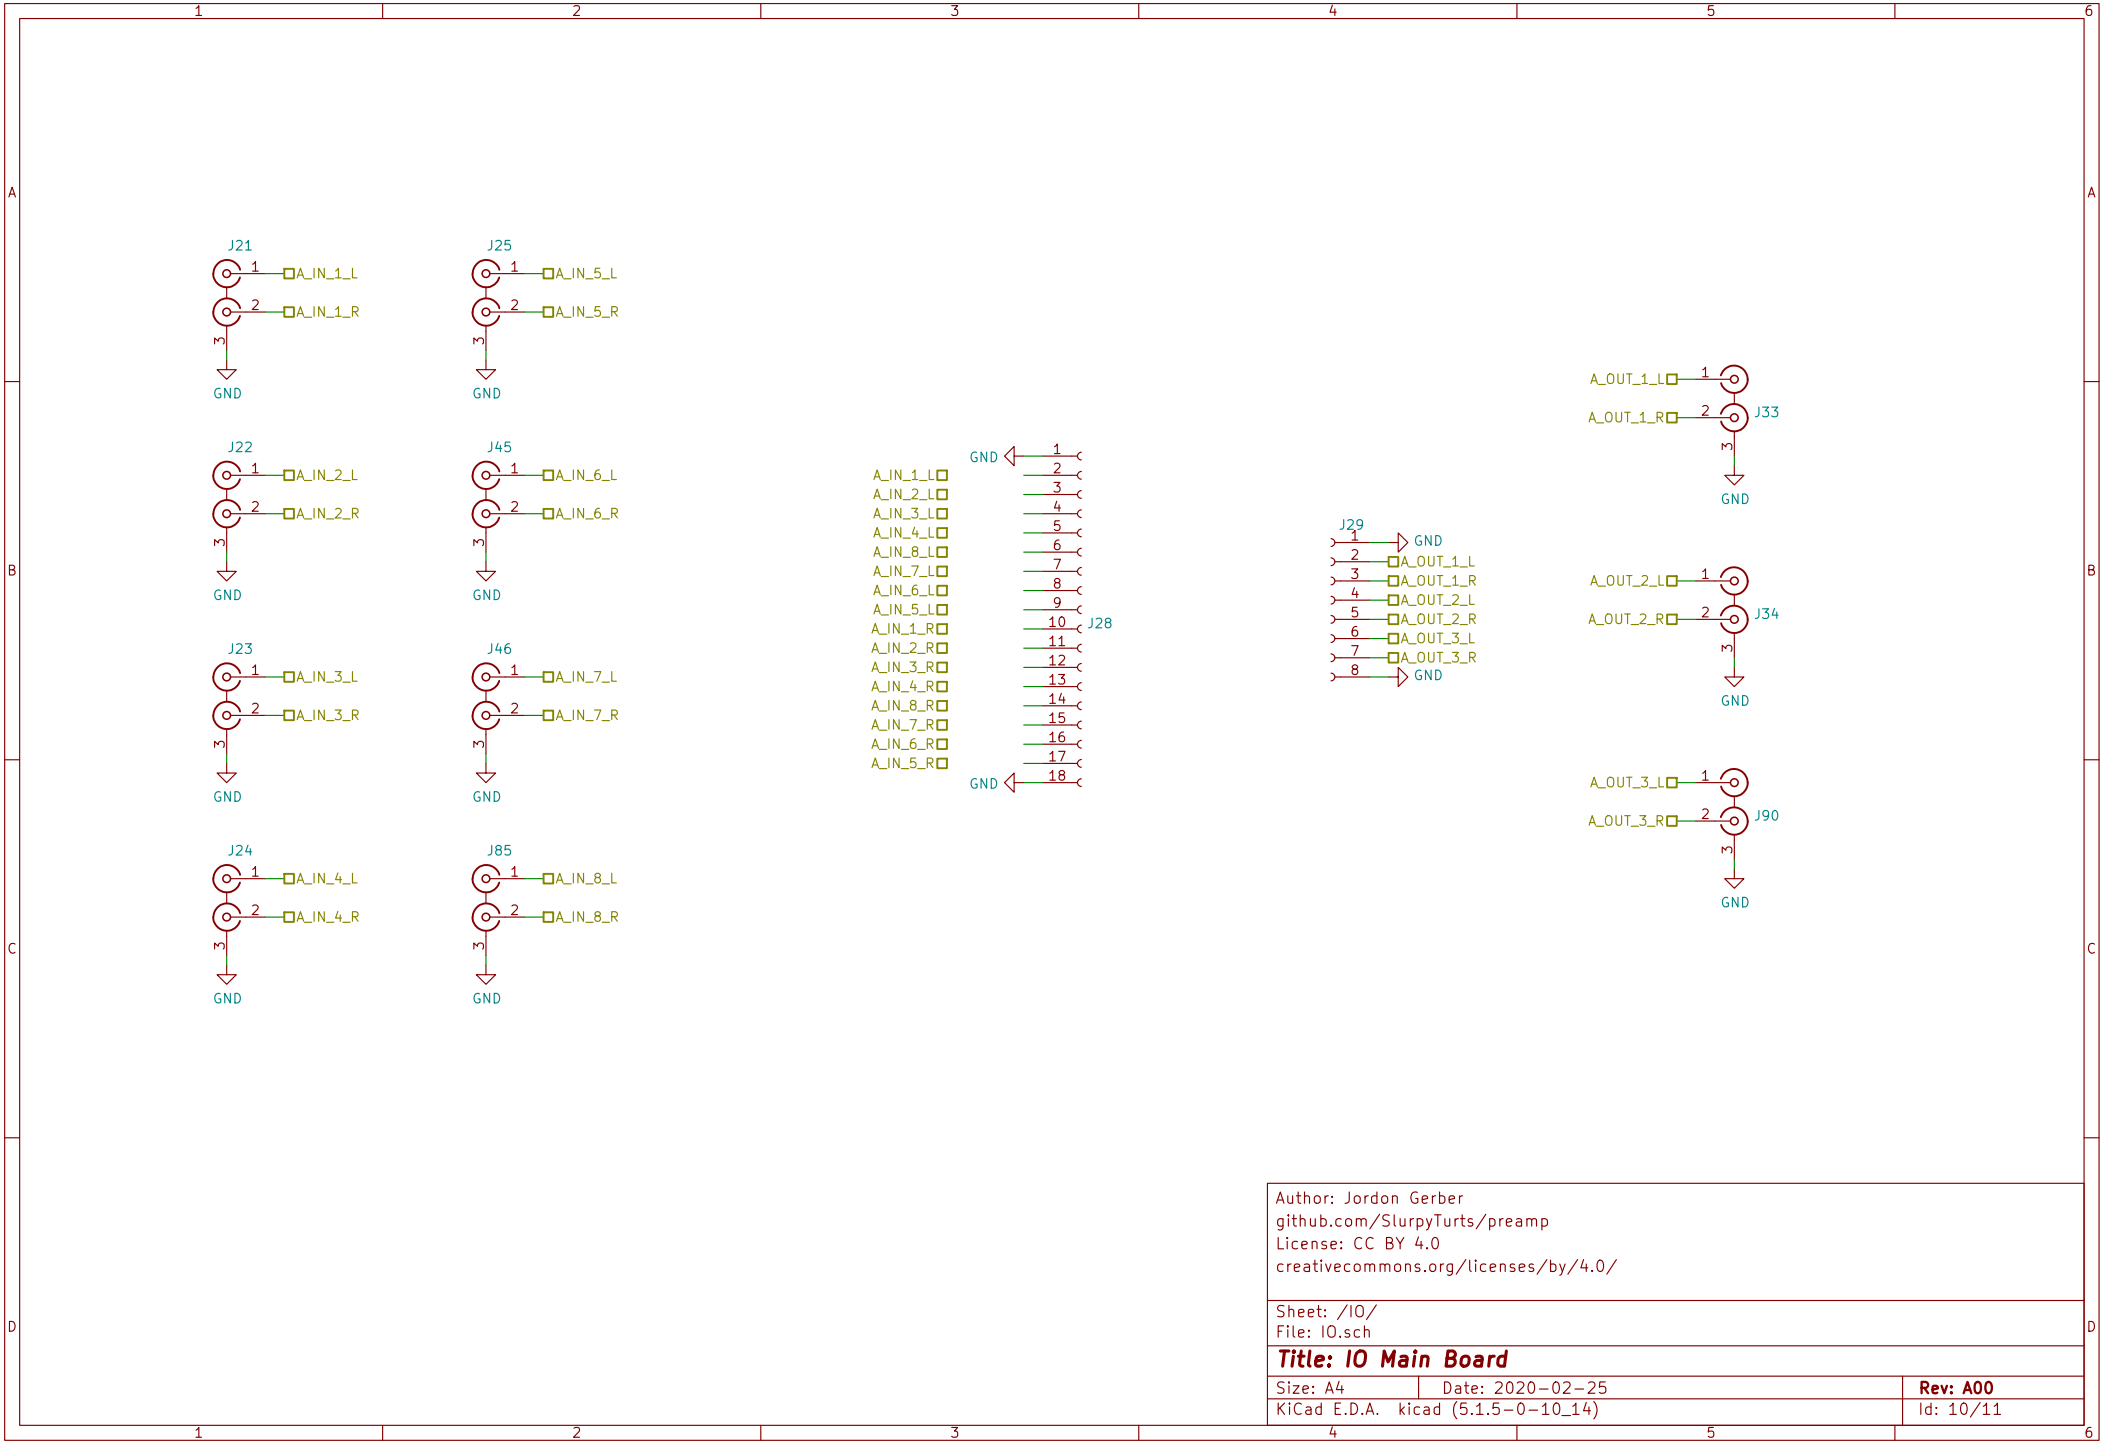 1 2 3 4 5 6
A A
J21
1 A_IN_1_L
2 A_IN_1_R
3
GND
J25
1 A_IN_5_L
2 A_IN_5_R
3
GND
J22
1 A_IN_2_L
2 A_IN_2_R
3
GND
J45
1 A_IN_6_L
2 A_IN_6_R
3
GND
J23
1 A_IN_3_L
2 A_IN_3_R
3
GND
J46
1 A_IN_7_L
2 A_IN_7_R
3
GND
J24
1 A_IN_4_L
2 A_IN_4_R
3
GND
J85
1 A_IN_8_L
2 A_IN_8_R
3
GND
GND 1
A_IN_1_L 2
A_IN_2_L 3
A_IN_3_L 4
A_IN_4_L 5
A_IN_8_L 6
A_IN_7_L 7
A_IN_6_L 8
A_IN_5_L 9
A_IN_1_R 10 J28
A_IN_2_R 11
A_IN_3_R 12
A_IN_4_R 13
A_IN_8_R 14
A_IN_7_R 15
A_IN_6_R 16
A_IN_5_R 17
GND 18
J29
1 GND
2 A_OUT_1_L
3 A_OUT_1_R
4 A_OUT_2_L
5 A_OUT_2_R
6 A_OUT_3_L
7 A_OUT_3_R
8 GND
A_OUT_1_L 1
A_OUT_1_R 2 J33
3
GND
A_OUT_2_L 1
A_OUT_2_R 2 J34
3
GND
A_OUT_3_L 1
A_OUT_3_R 2 J90
3
GND
B B
C C
D D
Author: Jordon Gerber
github.com/SlurpyTurts/preamp
License: CC BY 4.0
creativecommons.org/licenses/by/4.0/
Sheet: /IO/
File: IO.sch
Title: IO Main Board
Size: A4 Date: 2020-02-25 Rev: A00
KiCad E.D.A. kicad (5.1.5-0-10_14) Id: 10/11
1 2 3 4 5 6